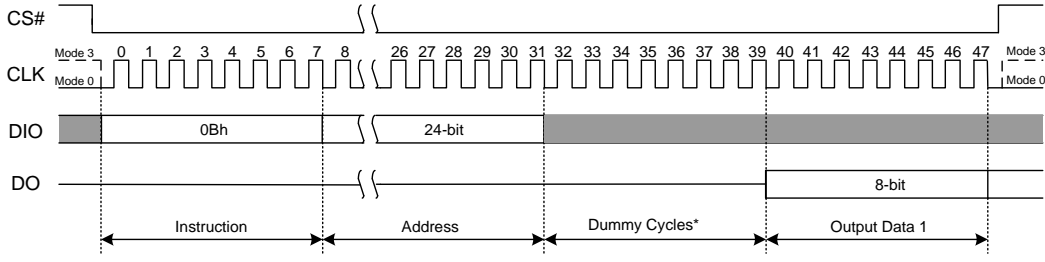 CS#
Mode 3 0 1 2 3 4 5 6 7 8 26 27 28 29 30 31 32 33 34 35 36 37 38 39 40 41 42 43 44 45 46 47 Mode 3
CLK
Mode 0 Mode 0
DIO 0Bh 24-bit
DO 8-bit
Instruction Address Dummy Cycles* Output Data 1